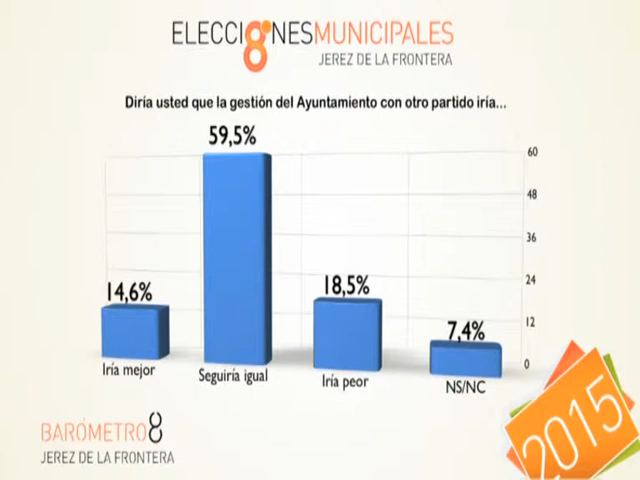 ELECCI8NESMUNICIPALES
JEREZ DE LA FRONTERA
Diría usted que la gestión del Ayuntamiento con otro partido iría...
59,5%
60
48
36
18,5%
24
14,6%
7,4%
12
0
Iría mejor
Seguiría igual
Iría peor
NS/NC
BARÓMETRO8
JEREZ DE LA FRONTERA
2015